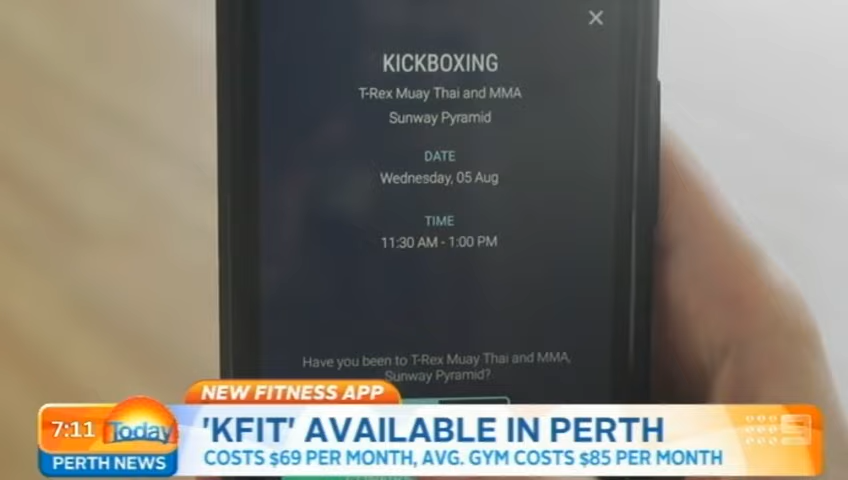 ×
KICKBOXING
T-Rex Muay Thai and MMA
Sunway Pyramid
DATE
Wednesday, 05 Aug
TIME
11:30 AM - 1:00 PM
Have you been to T-Rex Muay Thai and MMA,
Sunway Pyramid?
NEW FITNESS APP
7:11 Today
'KFIT' AVAILABLE IN PERTH
PERTH NEWS
COSTS $69 PER MONTH, AVG. GYM COSTS $85 PER MONTH
9